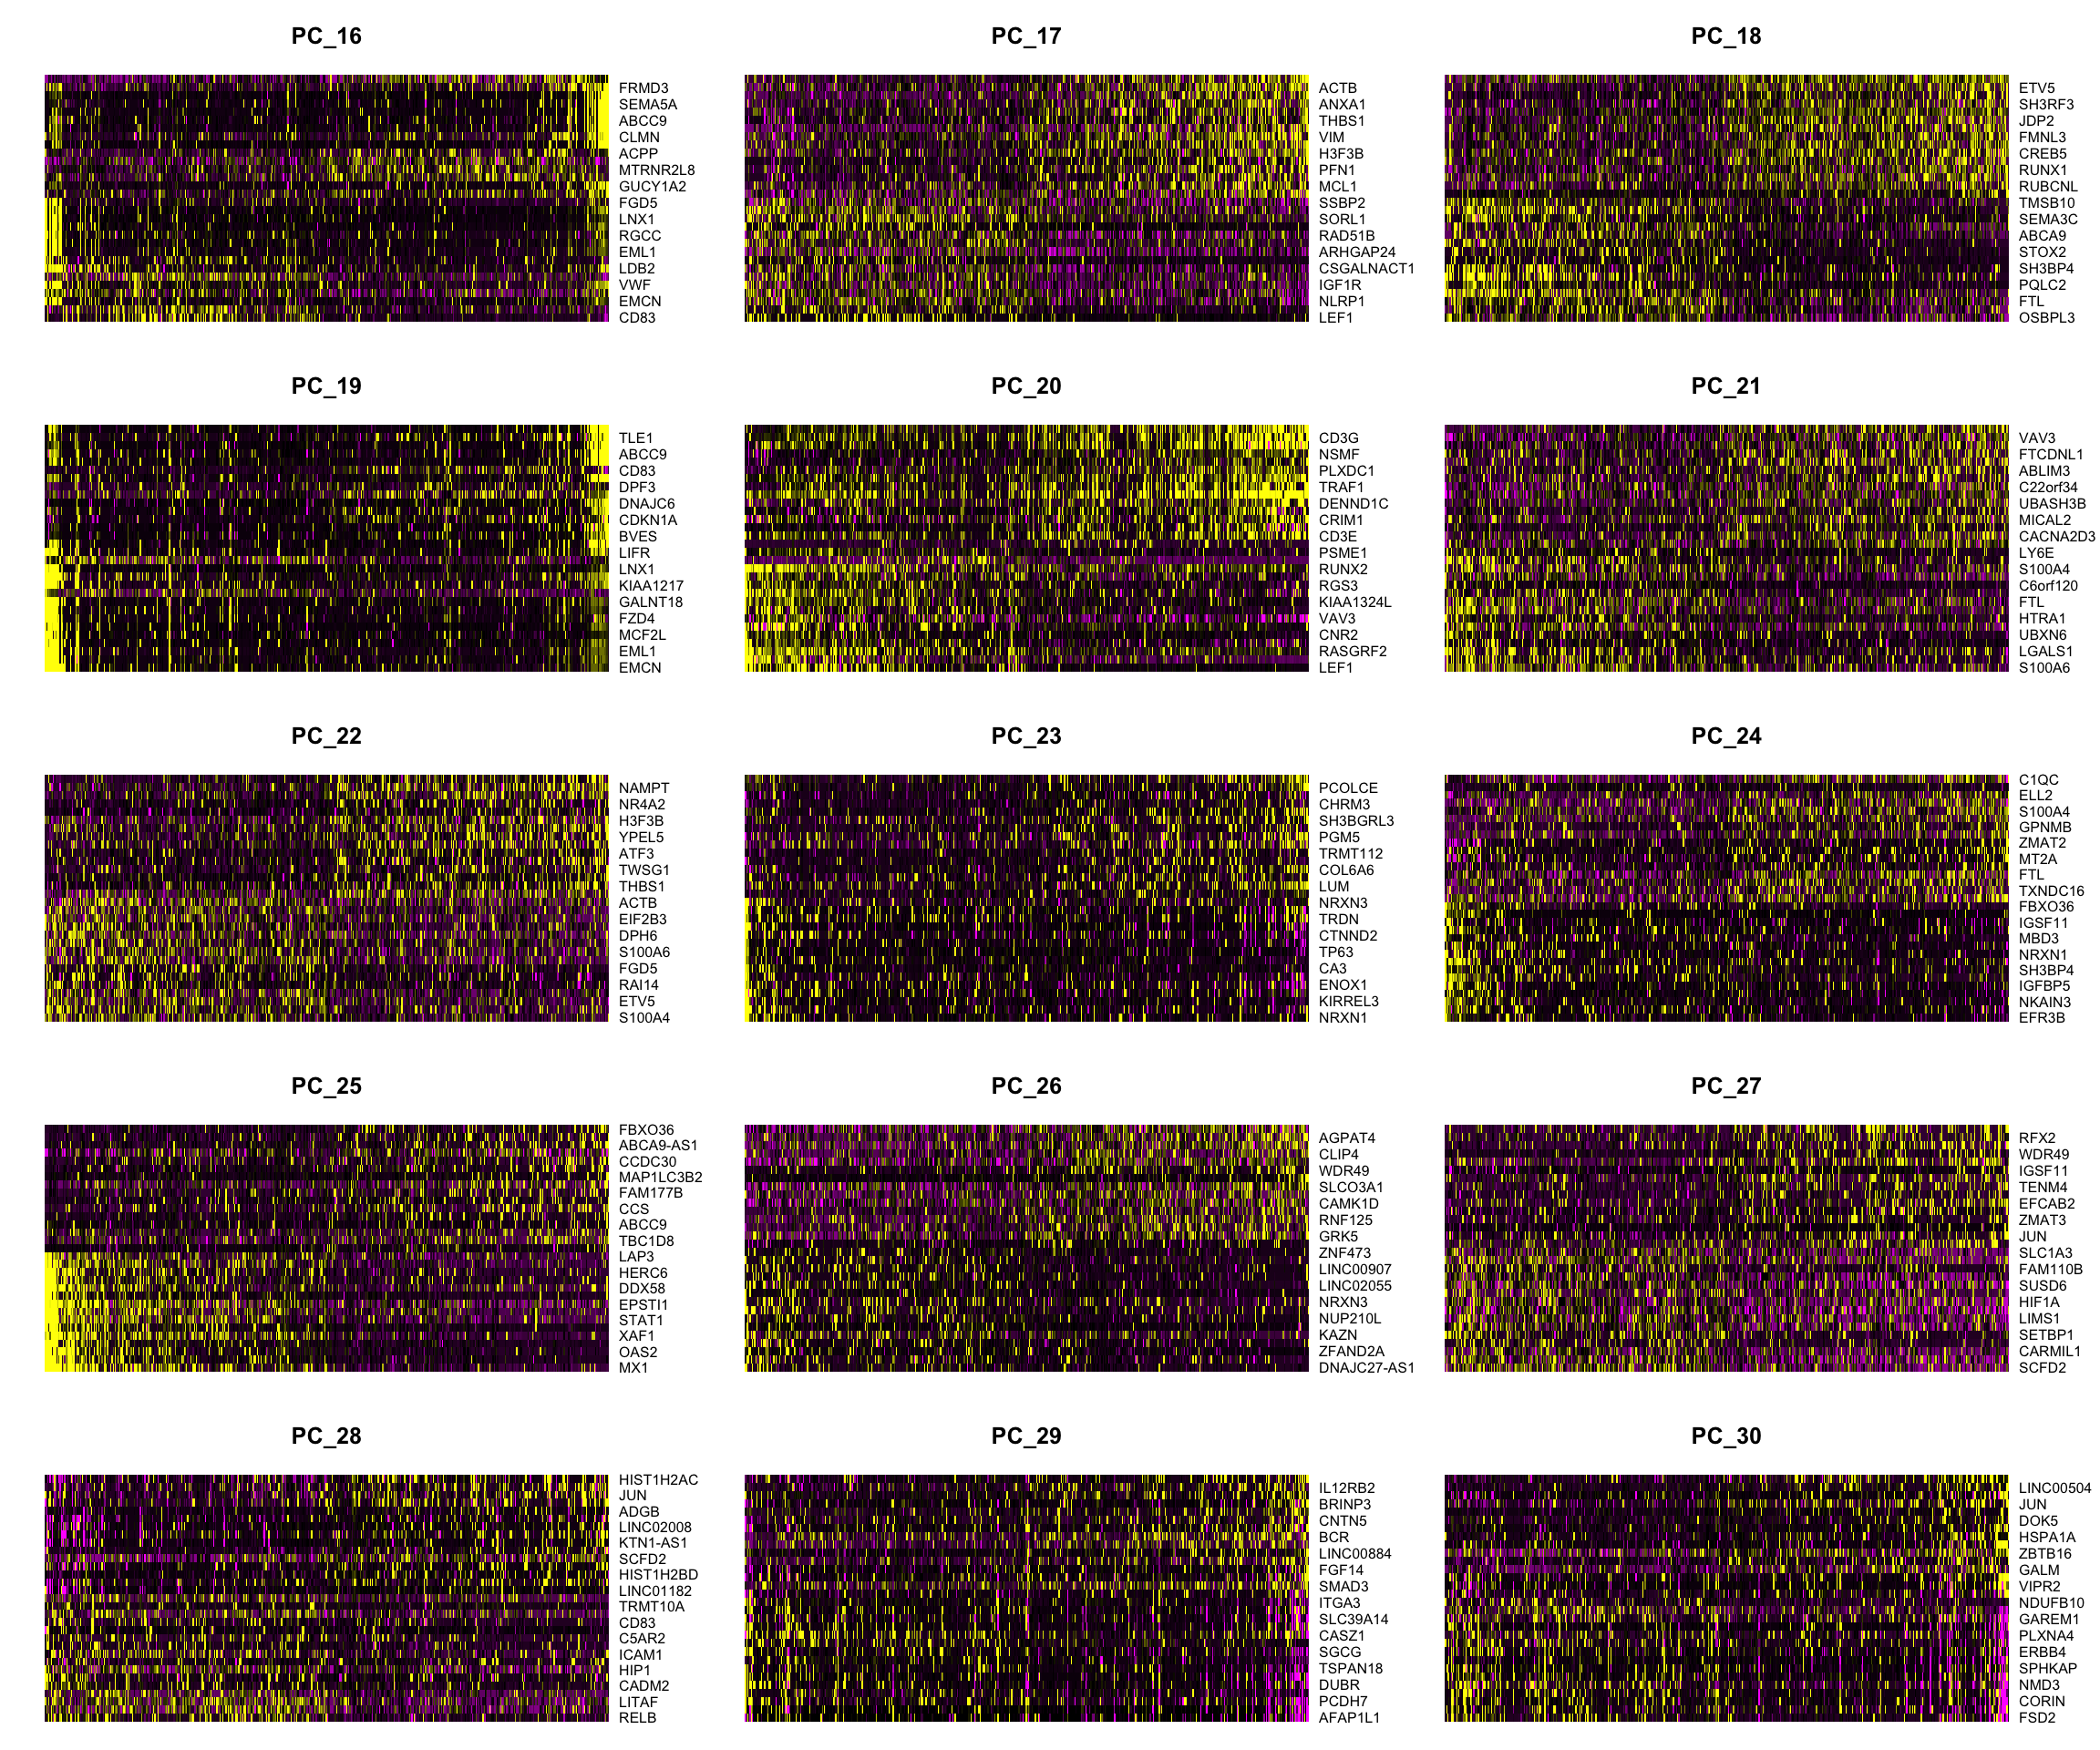 PC_16
FRMD3
SEMA5A
ABCC9
CLMN
ACPP
MTRNR2L8
GUCY1A2
FGD5
LNX1
RGCC
EML1
LDB2
VWF
EMCN
CD83
PC_17
ACTB
ANXA1
THBS1
VIM
H3F3B
PFN1
MCL1
SSBP2
SORL1
RAD51B
ARHGAP24
CSGALNACT1
IGF1R
NLRP1
LEF1
PC_18
ETV5
SH3RF3
JDP2
FMNL3
CREB5
RUNX1
RUBCNL
TMSB10
SEMA3C
ABCA9
STOX2
SH3BP4
PQLC2
FTL
OSBPL3
PC_19
TLE1
ABCC9
CD83
DPF3
DNAJC6
CDKN1A
BVES
LIFR
LNX1
KIAA1217
GALNT18
FZD4
MCF2L
EML1
EMCN
PC_20
CD3G
NSMF
PLXDC1
TRAF1
DENND1C
CRIM1
CD3E
PSME1
RUNX2
RGS3
KIAA1324L
VAV3
CNR2
RASGRF2
LEF1
PC_21
VAV3
FTCDNL1
ABLIM3
C22orf34
UBASH3B
MICAL2
CACNA2D3
LY6E
S100A4
C6orf120
FTL
HTRA1
UBXN6
LGALS1
S100A6
PC_22
NAMPT
NR4A2
H3F3B
YPEL5
ATF3
TWSG1
THBS1
ACTB
EIF2B3
DPH6
S100A6
FGD5
RAI14
ETV5
S100A4
PC_23
PCOLCE
CHRM3
SH3BGRL3
PGM5
TRMT112
COL6A6
LUM
NRXN3
TRDN
CTNND2
TP63
CA3
ENOX1
KIRREL3
NRXN1
PC_24
C1QC
ELL2
S100A4
GPNMB
ZMAT2
MT2A
FTL
TXNDC16
FBXO36
IGSF11
MBD3
NRXN1
SH3BP4
IGFBP5
NKAIN3
EFR3B
PC_25
FBXO36
ABCA9-AS1
CCDC30
MAP1LC3B2
FAM177B
CCS
ABCC9
TBC1D8
LAP3
HERC6
DDX58
EPSTI1
STAT1
XAF1
OAS2
MX1
PC_26
AGPAT4
CLIP4
WDR49
SLCO3A1
CAMK1D
RNF125
GRK5
ZNF473
LINC00907
LINC02055
NRXN3
NUP210L
KAZN
ZFAND2A
DNAJC27-AS1
PC_27
RFX2
WDR49
IGSF11
TENM4
EFCAB2
ZMAT3
JUN
SLC1A3
FAM110B
SUSD6
HIF1A
LIMS1
SETBP1
CARMIL1
SCFD2
PC_28
HIST1H2AC
JUN
ADGB
LINC02008
KTN1-AS1
SCFD2
HIST1H2BD
LINC01182
TRMT10A
CD83
C5AR2
ICAM1
HIP1
CADM2
LITAF
RELB
PC_29
IL12RB2
BRINP3
CNTN5
BCR
LINC00884
FGF14
SMAD3
ITGA3
SLC39A14
CASZ1
SGCG
TSPAN18
DUBR
PCDH7
AFAP1L1
PC_30
LINC00504
JUN
DOK5
HSPA1A
ZBTB16
GALM
VIPR2
NDUFB10
GAREM1
PLXNA4
ERBB4
SPHKAP
NMD3
CORIN
FSD2